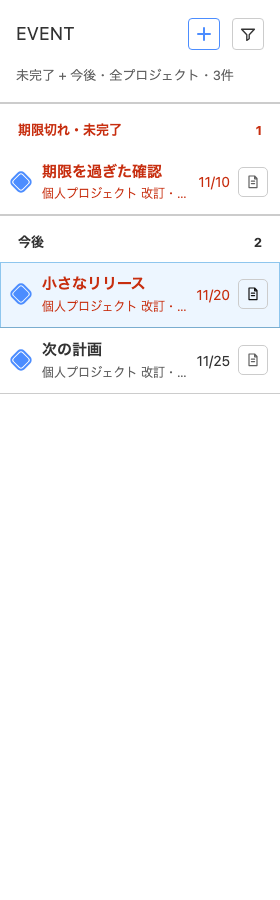 EVENT
未完了 + 今後・全プロジェクト・3件
期限切れ・未完了 1
期限を過ぎた確認
個人プロジェクト 改訂・... 11/10
今後 2
小さなリリース
個人プロジェクト 改訂・... 11/20
次の計画
個人プロジェクト 改訂・... 11/25